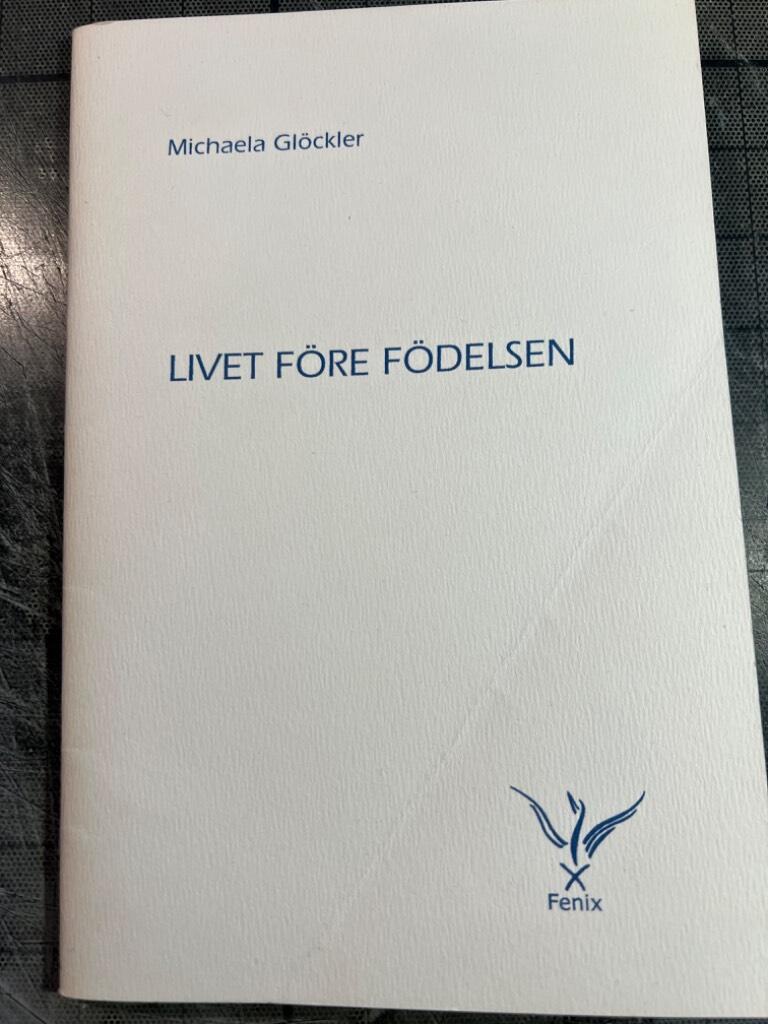 Michaela Glöckler
LIVET FÖRE FÖDELSEN
Fenix